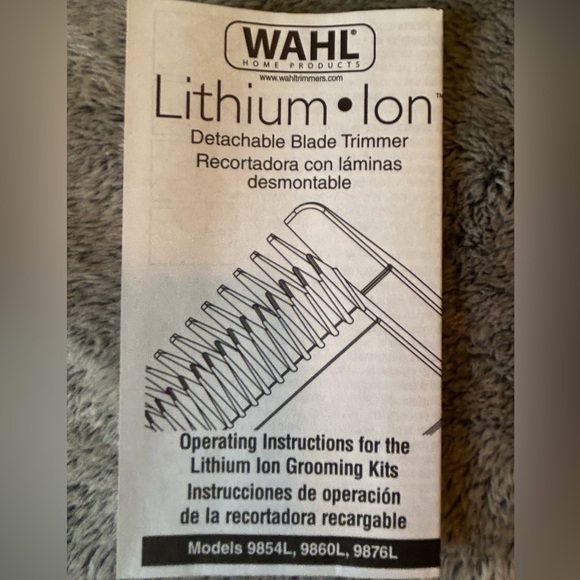 WAHL®
HOME PRODUCTS
www.wahltrimmers.com
Lithium•Ion™
Detachable Blade Trimmer
Recortadora con láminas
desmontable
Operating Instructions for the
Lithium Ion Grooming Kits
Instrucciones de operación
de la recortadora recargable
Models 9854L, 9860L, 9876L